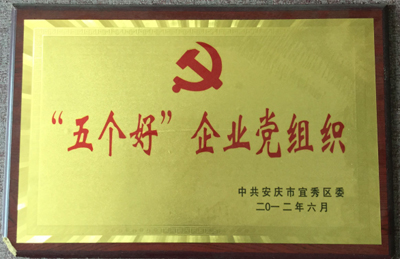 “五个好”企业党组织
中共安庆市宜秀区委
二〇一二年六月